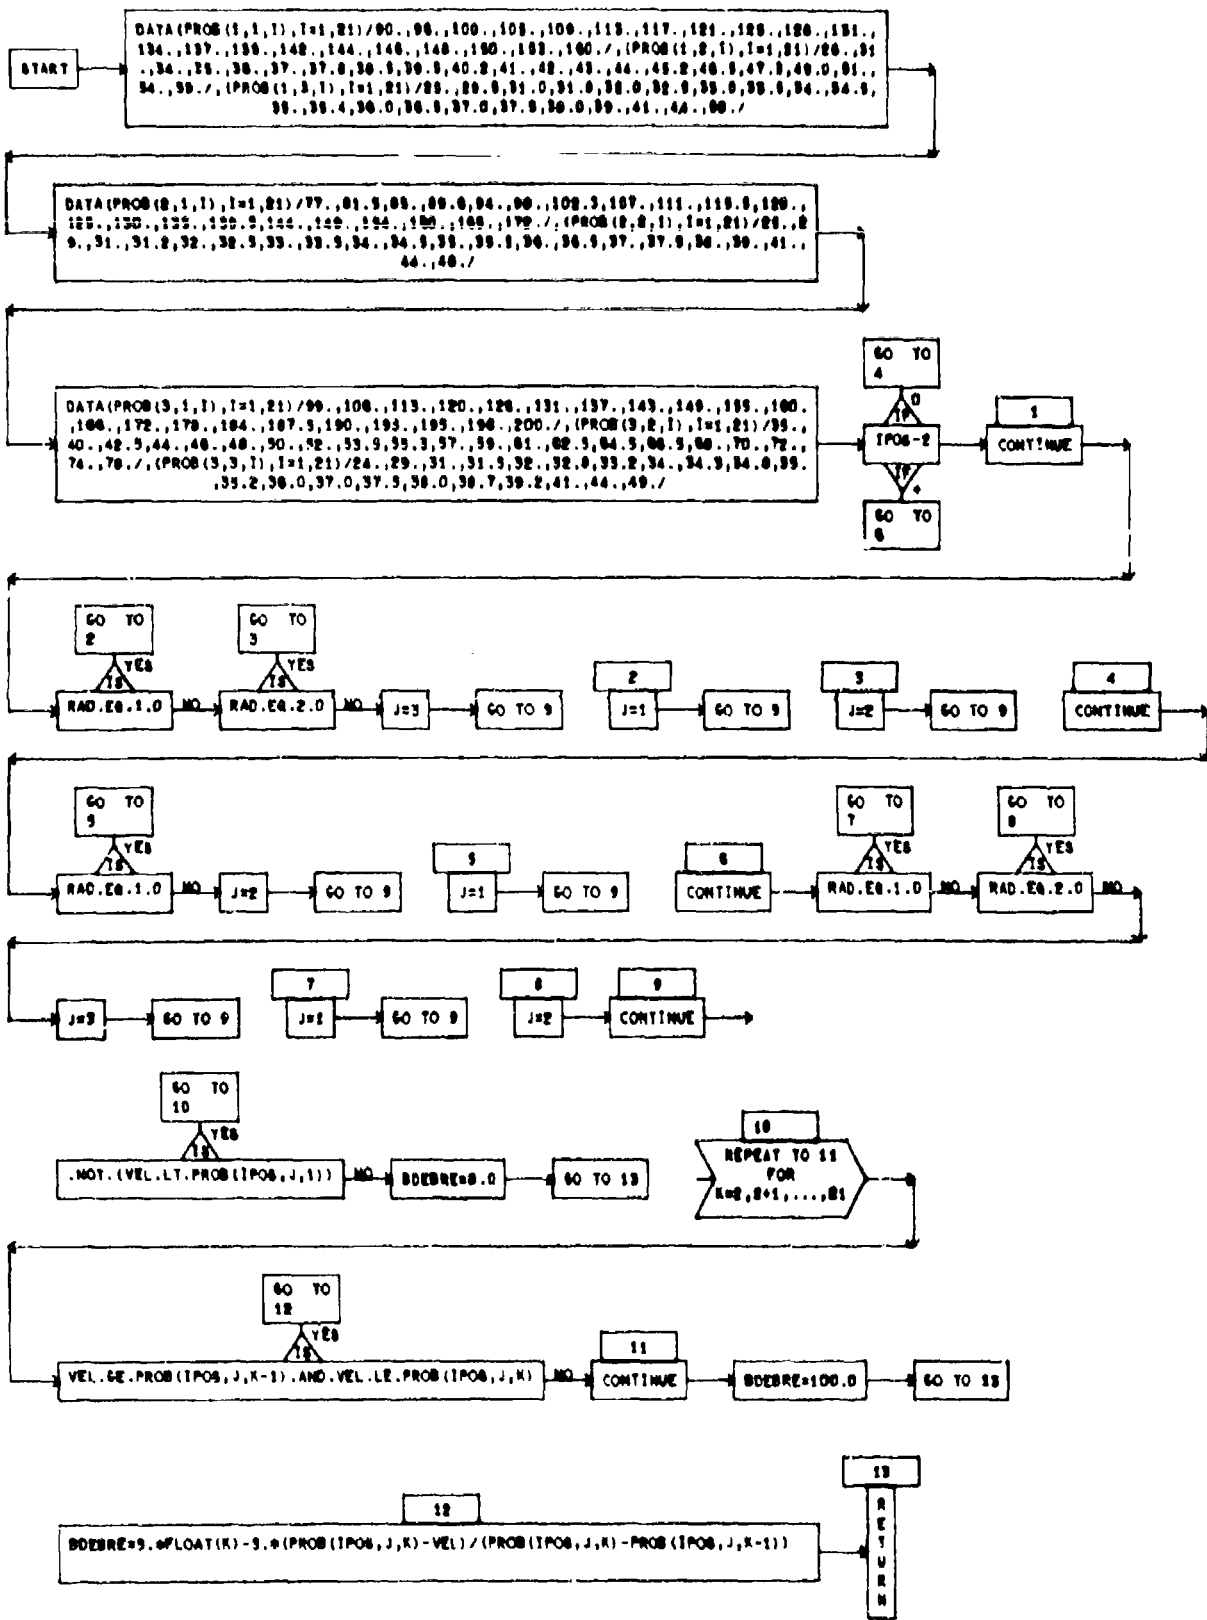 START
DATA(PROB(1,1,I),I=1,21)/90.,96.,100.,105.,109.,113.,117.,121.,125.,128.,131.,
134.,137.,139.,142.,144.,146.,148.,150.,153.,160./,(PROB(1,2,I),I=1,21)/26.,31
.,34.,35.,36.,37.,37.8,38.5,39.5,40.2,41.,42.,43.,44.,45.2,46.5,47.5,49.0,51.,
54.,59./,(PROB(1,3,I),I=1,21)/25.,29.5,31.0,31.8,32.0,32.5,33.0,33.5,34.,34.5,
35.,35.4,36.0,36.5,37.0,37.5,38.0,39.,41.,44.,50./
DATA(PROB(2,1,I),I=1,21)/77.,81.5,85.,89.6,94.,98.,102.3,107.,111.,115.5,120.,
125.,130.,135.,139.5,144.,149.,154.,160.,166.,172./,(PROB(2,2,I),I=1,21)/25.,2
9.,31.,31.2,32.,32.5,33.,33.5,34.,34.5,35.,35.5,36.,36.5,37.,37.5,38.,39.,41.,
44.,48./
DATA(PROB(3,1,I),I=1,21)/99.,106.,113.,120.,126.,131.,137.,143.,149.,155.,160.
,166.,172.,178.,184.,187.5,190.,193.,195.,198.,200./,(PROB(3,2,I),I=1,21)/35.,
40.,42.5,44.,46.,48.,50.,52.,53.5,55.3,57.,59.,61.,62.5,64.5,66.5,68.,70.,72.,
74.,78./,(PROB(3,3,I),I=1,21)/24.,29.,31.,31.5,32.,32.8,33.2,34.,34.3,34.8,35.
,35.2,36.0,37.0,37.5,38.0,38.7,39.2,41.,44.,49./
GO TO
4
0
IF
IPOS-2
IF
+
GO TO
6
1
CONTINUE
GO TO
2
YES
IS
RAD.EQ.1.0
NO
GO TO
3
YES
IS
RAD.EQ.2.0
NO
J=3
GO TO 9
2
J=1
GO TO 9
3
J=2
GO TO 9
4
CONTINUE
GO TO
5
YES
IS
RAD.EQ.1.0
NO
J=2
GO TO 9
5
J=1
GO TO 9
6
CONTINUE
GO TO
7
YES
IS
RAD.EQ.1.0
NO
GO TO
8
YES
IS
RAD.EQ.2.0
NO
J=3
GO TO 9
7
J=1
GO TO 9
8
J=2
9
CONTINUE
GO TO
10
YES
IS
.NOT.(VEL.LT.PROB(IPOS,J,1))
NO
BDEBRE=0.0
GO TO 13
10
REPEAT TO 11
FOR
K=2,2+1,...,21
GO TO
12
YES
IS
VEL.GE.PROB(IPOS,J,K-1).AND.VEL.LE.PROB(IPOS,J,K)
NO
11
CONTINUE
BDEBRE=100.0
GO TO 13
12
BDEBRE=5.*FLOAT(K)-5.*(PROB(IPOS,J,K)-VEL)/(PROB(IPOS,J,K)-PROB(IPOS,J,K-1))
13
RETURN